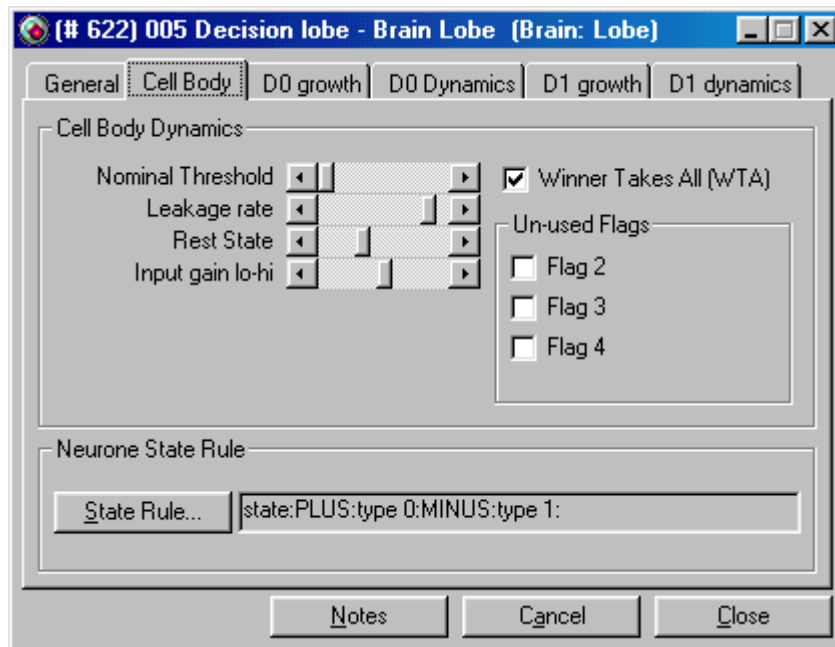 (# 622) 005 Decision lobe - Brain Lobe (Brain: Lobe)
General Cell Body D0 growth D0 Dynamics D1 growth D1 dynamics
Cell Body Dynamics
Nominal Threshold
Leakage rate
Rest State
Input gain lo-hi
Winner Takes All (WTA)
Un-used Flags
Flag 2
Flag 3
Flag 4
Neurone State Rule
State Rule... state:PLUS:type 0:MINUS:type 1:
Notes Cancel Close